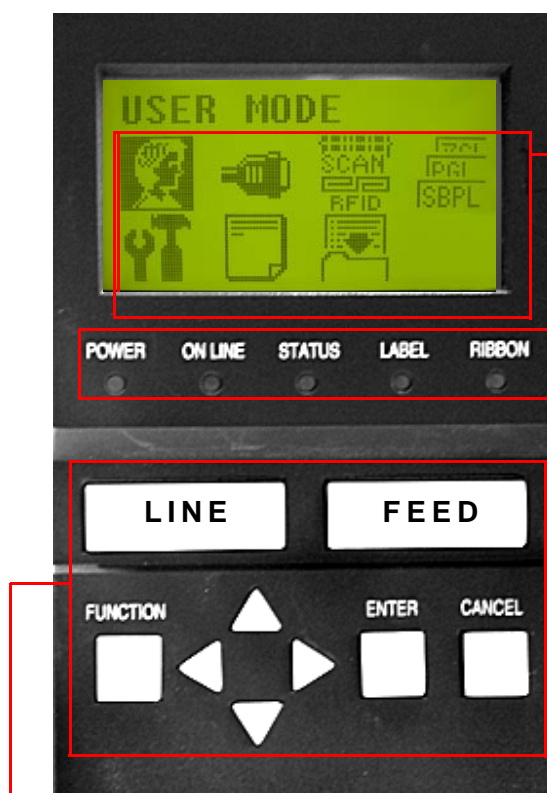 USER MODE
SCAN PGL
RFID SBPL
POWER ON LINE STATUS LABEL RIBBON
LINE FEED
FUNCTION ENTER CANCEL